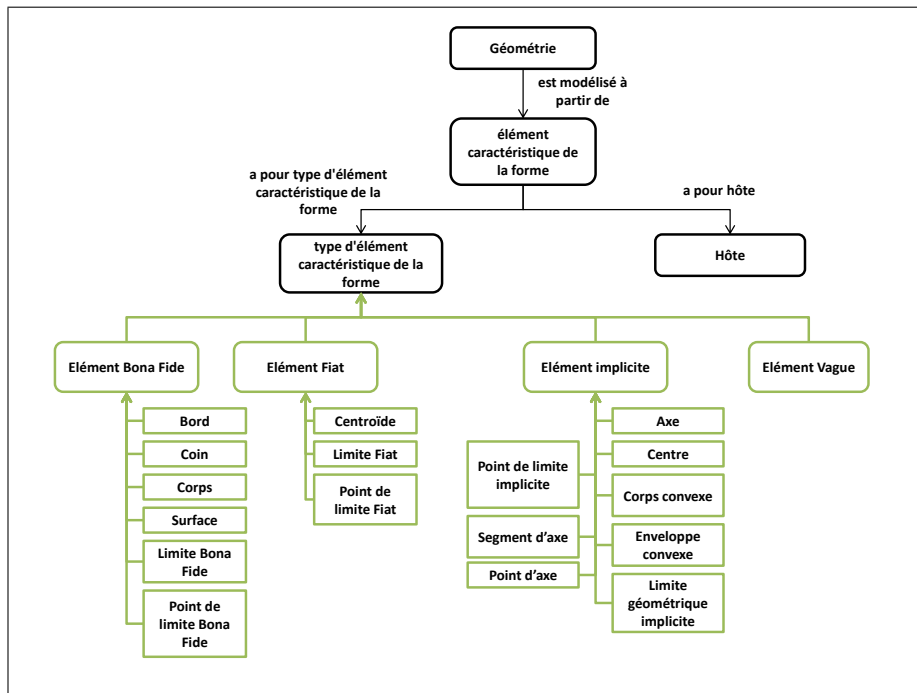 Géométrie
est modélisé à
partir de
élément
caractéristique de
la forme
a pour type d'élément
caractéristique de la
forme
a pour hôte
type d'élément
caractéristique de la
forme
Hôte
Elément Bona Fide
Elément Fiat
Elément implicite
Elément Vague
Bord
Coin
Corps
Surface
Limite Bona
Fide
Point de
limite Bona
Fide
Centroïde
Limite Fiat
Point de
limite Fiat
Point de limite
implicite
Segment d’axe
Point d’axe
Axe
Centre
Corps convexe
Enveloppe
convexe
Limite
géométrique
implicite